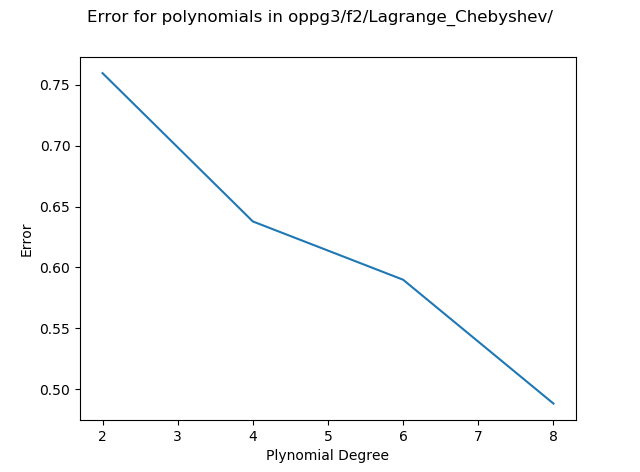 Error for polynomials in oppg3/f2/Lagrange_Chebyshev/
0.75
0.70
0.65
0.60
0.55
0.50
Error
2 3 4 5 6 7 8
Plynomial Degree